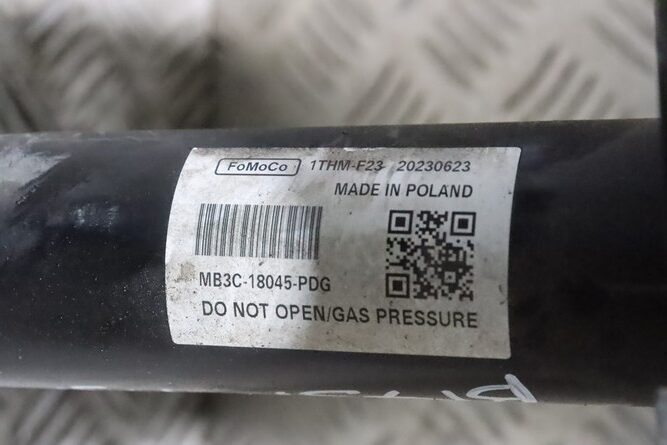 FoMoCo 1THM-F23- 20230623
MADE IN POLAND
MB3C-18045-PDG
DO NOT OPEN/GAS PRESSURE